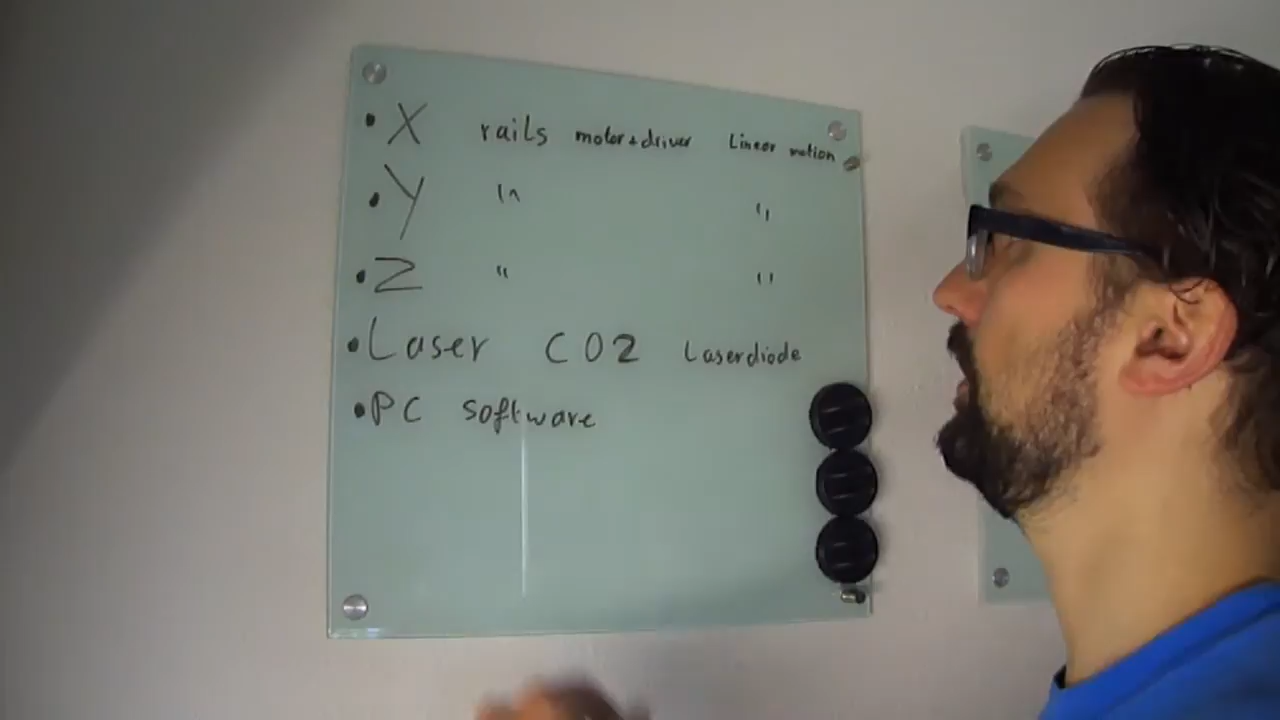 • X rails motor+driver Linear motion
• Y " "
• Z " "
• Laser CO2 Laserdiode
• PC software